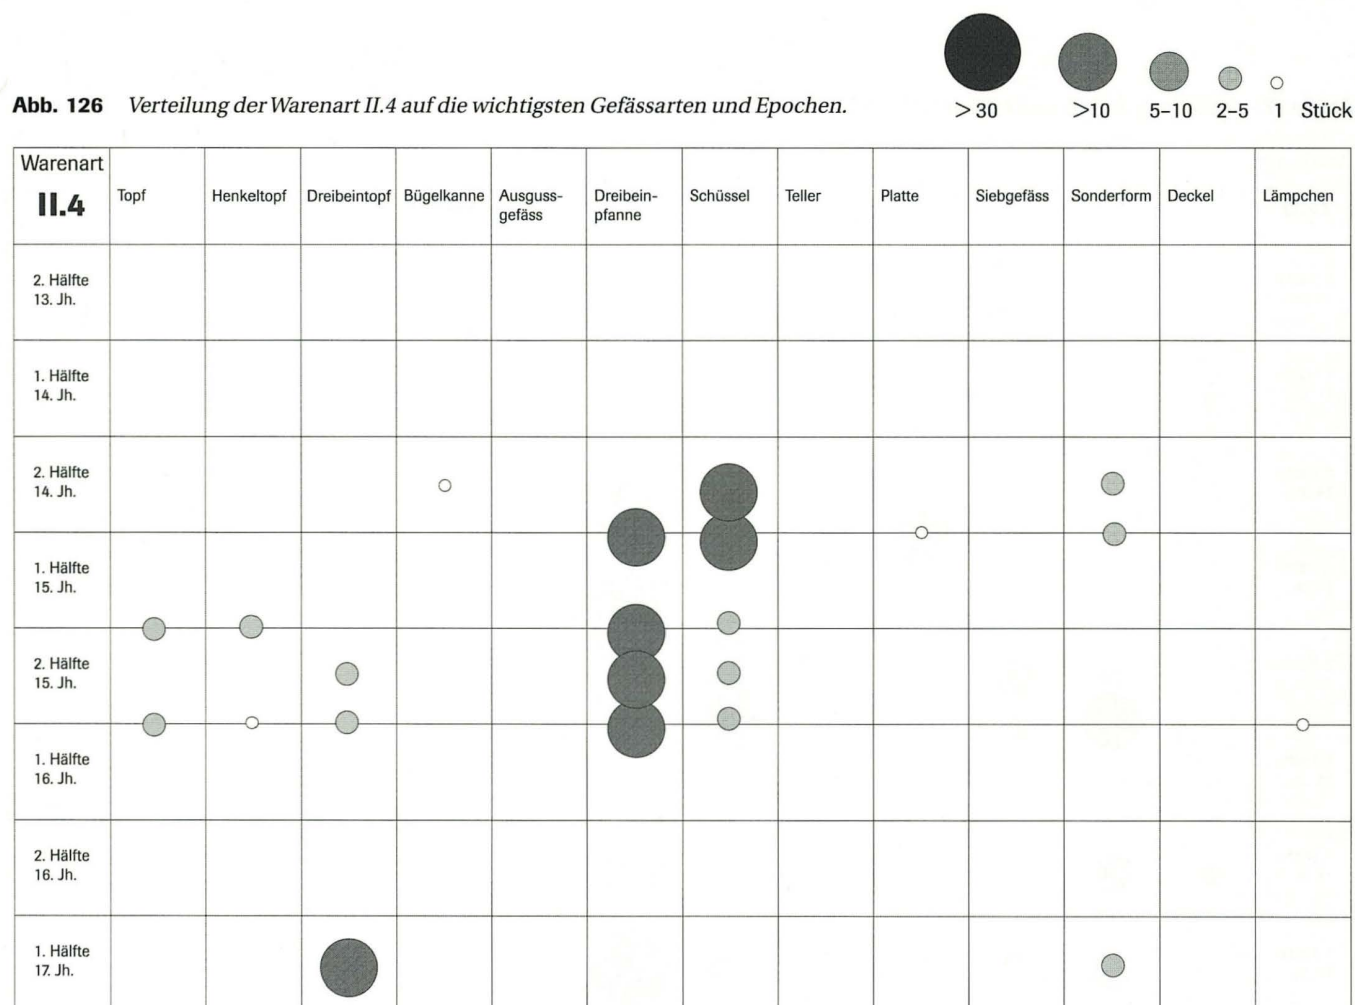 Abb. 126 Verteilung der Warenart II.4 auf die wichtigsten Gefässarten und Epochen.
>30 >10 5–10 2–5 1 Stück
Warenart
II.4
Topf
Henkeltopf
Dreibeintopf
Bügelkanne
Ausguss-
gefäss
Dreibein-
pfanne
Schüssel
Teller
Platte
Siebgefäss
Sonderform
Deckel
Lämpchen
2. Hälfte
13. Jh.
1. Hälfte
14. Jh.
2. Hälfte
14. Jh.
1. Hälfte
15. Jh.
2. Hälfte
15. Jh.
1. Hälfte
16. Jh.
2. Hälfte
16. Jh.
1. Hälfte
17. Jh.